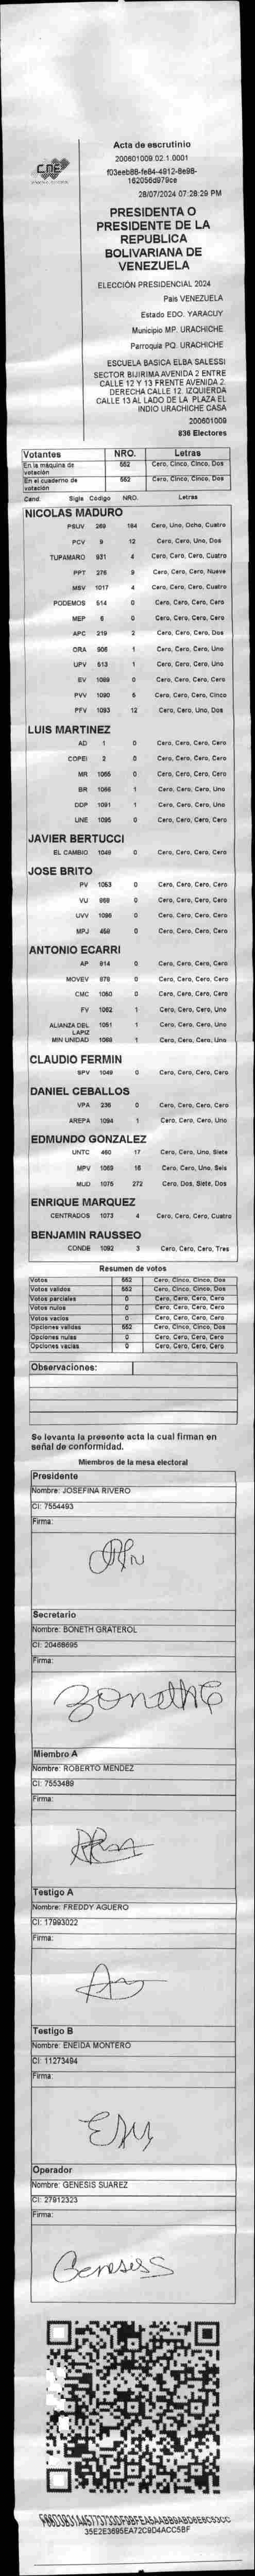 CNE
Acta de escrutinio
200601009.02.1.0001
f03eeb88-fe84-4912-8e98-
162056d979ce
28/07/2024 07:28:29 PM
PRESIDENTA O
PRESIDENTE DE LA
REPUBLICA
BOLIVARIANA DE
VENEZUELA
ELECCIÓN PRESIDENCIAL 2024
Pais VENEZUELA
Estado EDO. YARACUY
Municipio MP. URACHICHE
Parroquia PQ. URACHICHE
ESCUELA BASICA ELBA SALESSI
SECTOR BIJIRIMA AVENIDA 2 ENTRE
CALLE 12 Y 13 FRENTE AVENIDA 2.
DERECHA CALLE 12. IZQUIERDA
CALLE 13 AL LADO DE LA PLAZA EL
INDIO URACHICHE CASA
200601009
836 Electores
Votantes NRO. Letras
En la máquina de votación 552 Cero, Cinco, Cinco, Dos
En el cuaderno de votación 552 Cero, Cinco, Cinco, Dos
Cand Sigla Código NRO. Letras
NICOLAS MADURO
PSUV 269 184 Cero, Uno, Ocho, Cuatro
PCV 9 12 Cero, Cero, Uno, Dos
TUPAMARO 931 4 Cero, Cero, Cero, Cuatro
PPT 276 9 Cero, Cero, Cero, Nueve
MSV 1017 4 Cero, Cero, Cero, Cuatro
PODEMOS 514 0 Cero, Cero, Cero, Cero
MEP 6 0 Cero, Cero, Cero, Cero
APC 219 2 Cero, Cero, Cero, Dos
ORA 906 1 Cero, Cero, Cero, Uno
UPV 513 1 Cero, Cero, Cero, Uno
EV 1089 0 Cero, Cero, Cero, Cero
PVV 1090 5 Cero, Cero, Cero, Cinco
PFV 1093 12 Cero, Cero, Uno, Dos
LUIS MARTINEZ
AD 1 0 Cero, Cero, Cero, Cero
COPEI 2 0 Cero, Cero, Cero, Cero
MR 1065 0 Cero, Cero, Cero, Cero
BR 1066 1 Cero, Cero, Cero, Uno
DDP 1091 1 Cero, Cero, Cero, Uno
UNE 1095 0 Cero, Cero, Cero, Cero
JAVIER BERTUCCI
EL CAMBIO 1048 0 Cero, Cero, Cero, Cero
JOSE BRITO
PV 1053 0 Cero, Cero, Cero, Cero
VU 968 0 Cero, Cero, Cero, Cero
UVV 1096 0 Cero, Cero, Cero, Cero
MPJ 458 0 Cero, Cero, Cero, Cero
ANTONIO ECARRI
AP 914 0 Cero, Cero, Cero, Cero
MOVEV 979 0 Cero, Cero, Cero, Cero
CMC 1050 0 Cero, Cero, Cero, Cero
FV 1062 1 Cero, Cero, Cero, Uno
ALIANZA DEL LAPIZ 1051 1 Cero, Cero, Cero, Uno
MIN UNIDAD 1069 1 Cero, Cero, Cero, Uno
CLAUDIO FERMIN
SPV 1049 0 Cero, Cero, Cero, Cero
DANIEL CEBALLOS
VPA 236 0 Cero, Cero, Cero, Cero
AREPA 1094 1 Cero, Cero, Cero, Uno
EDMUNDO GONZALEZ
UNTC 460 17 Cero, Cero, Uno, Siete
MPV 1069 16 Cero, Cero, Uno, Seis
MUD 1075 272 Cero, Dos, Siete, Dos
ENRIQUE MARQUEZ
CENTRADOS 1073 4 Cero, Cero, Cero, Cuatro
BENJAMIN RAUSSEO
CONDE 1092 3 Cero, Cero, Cero, Tres
Resumen de votos
Votos 552 Cero, Cinco, Cinco, Dos
Votos validos 552 Cero, Cinco, Cinco, Dos
Votos parciales 0 Cero, Cero, Cero, Cero
Votos nulos 0 Cero, Cero, Cero, Cero
Votos vacios 0 Cero, Cero, Cero, Cero
Opciones validas 552 Cero, Cinco, Cinco, Dos
Opciones nulas 0 Cero, Cero, Cero, Cero
Opciones vacias 0 Cero, Cero, Cero, Cero
Observaciones:
Se levanta la presente acta la cual firman en
señal de conformidad.
Miembros de la mesa electoral
Presidente
Nombre: JOSEFINA RIVERO
CI: 7554493
Firma:
Secretario
Nombre: BONETH GRATEROL
CI: 20468695
Firma:
Miembro A
Nombre: ROBERTO MENDEZ
CI: 7553489
Firma:
Testigo A
Nombre: FREDDY AGUERO
CI: 17993022
Firma:
Testigo B
Nombre: ENEIDA MONTERO
CI: 11273494
Firma:
Operador
Nombre: GENESIS SUAREZ
CI: 27912323
Firma:
Genesis S
35E2E3695EA72C9D4ACC5BF